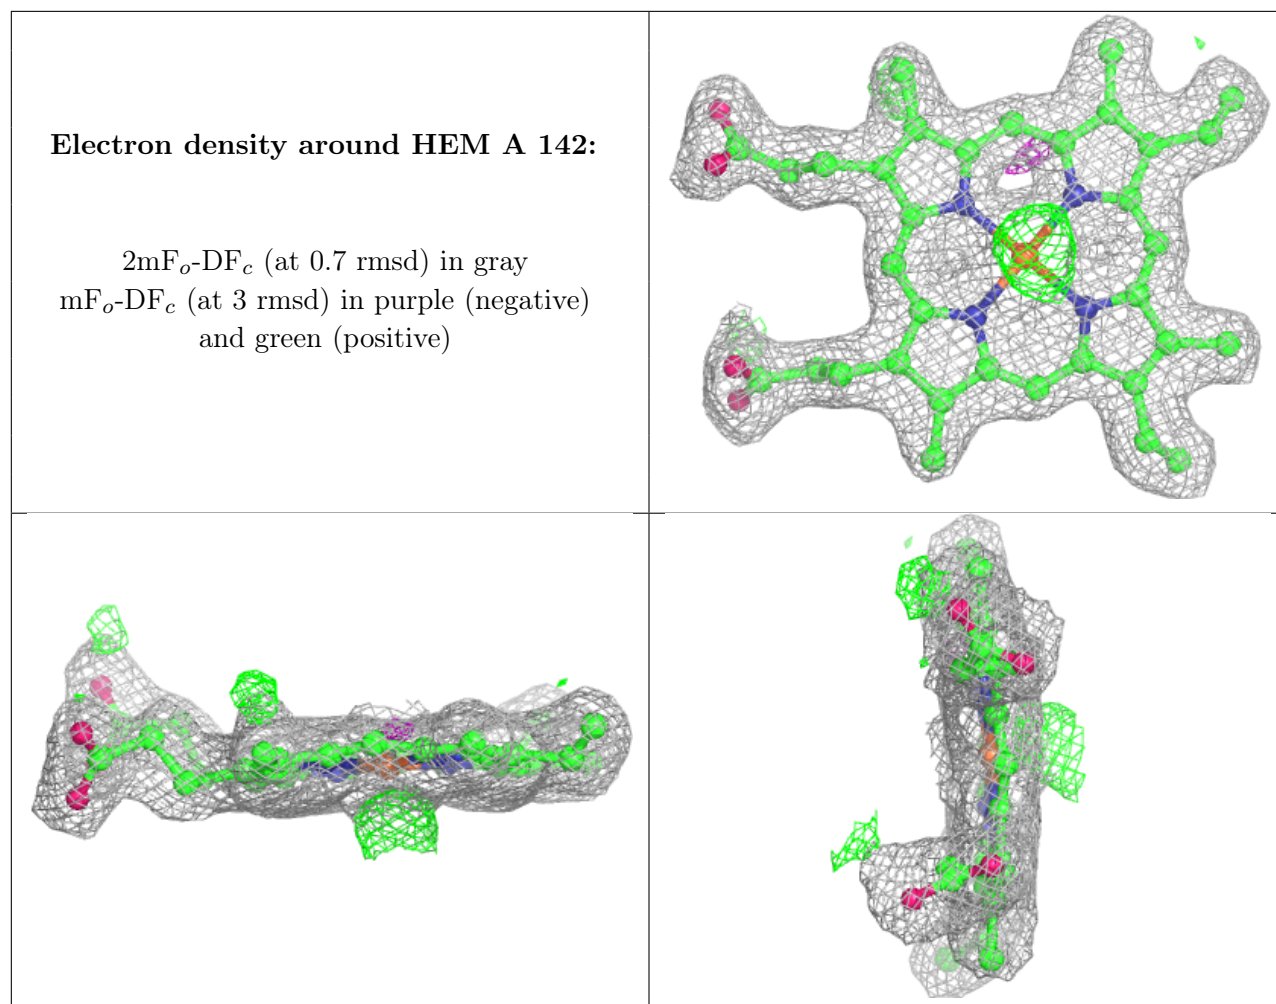 Electron density around HEM A 142:
2mFo-DFc (at 0.7 rmsd) in gray
mFo-DFc (at 3 rmsd) in purple (negative)
and green (positive)